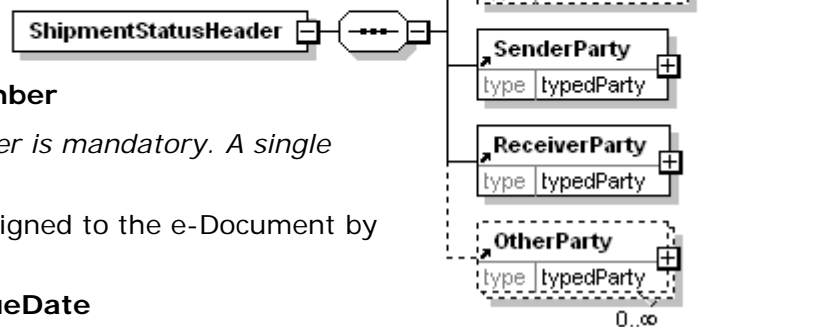 ShipmentStatusHeader
SenderParty
type typedParty
nber
er is mandatory. A single
ReceiverParty
type typedParty
igned to the e-Document by
OtherParty
type typedParty
ueDate
0..∞